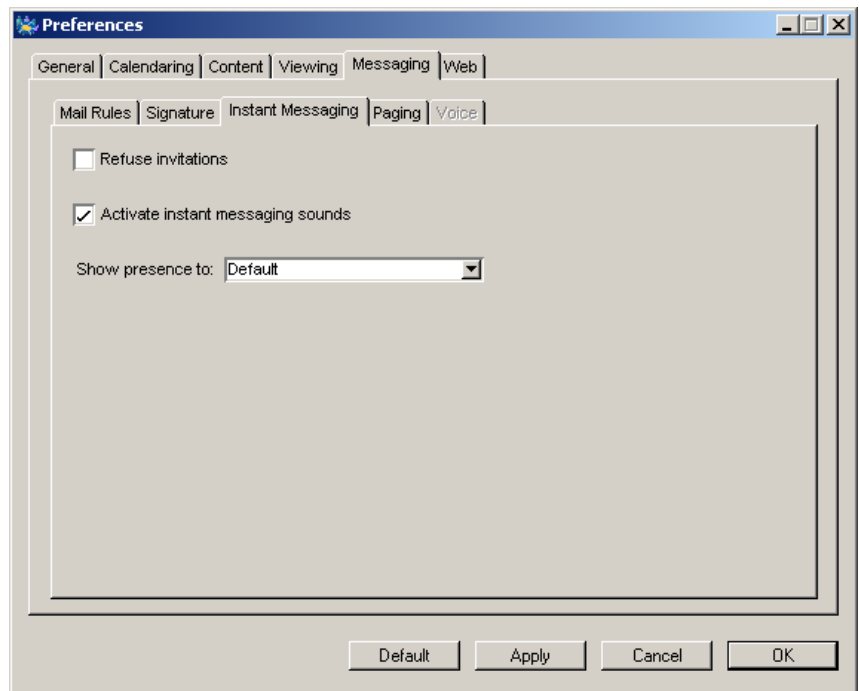 Preferences
General Calendaring Content Viewing Messaging Web
Mail Rules Signature Instant Messaging Paging Voice
Refuse invitations
Activate instant messaging sounds
Show presence to: Default
Default Apply Cancel OK